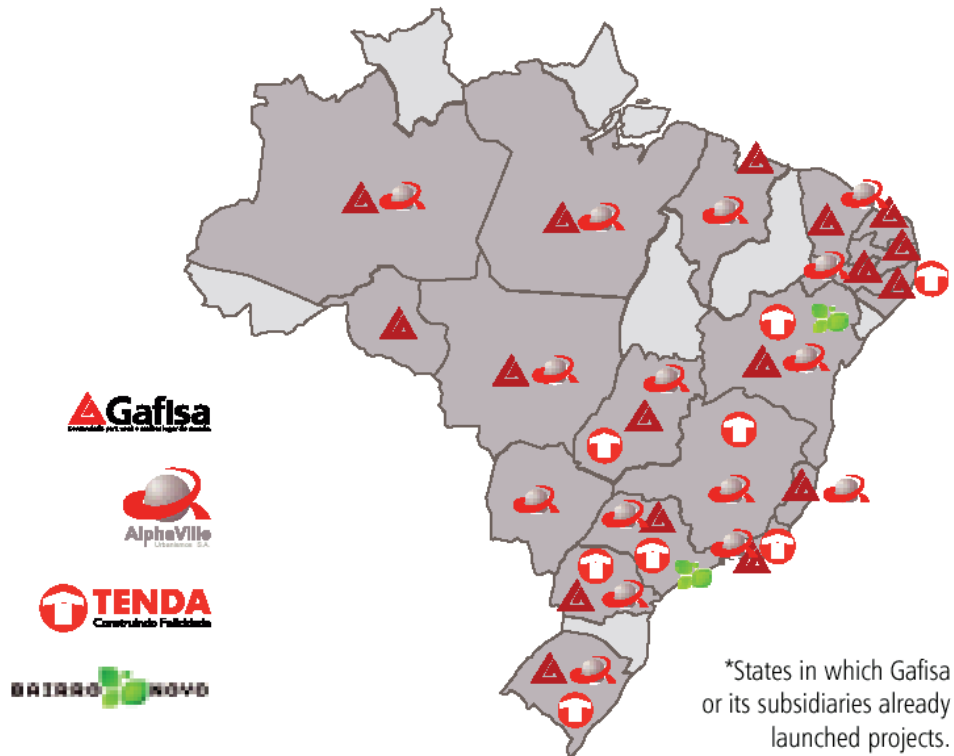 Gafisa
AlphaVille
Urbanismo S.A.
TENDA
Construindo Felicidade
BAIRRO NOVO
*States in which Gafisa
or its subsidiaries already
launched projects.